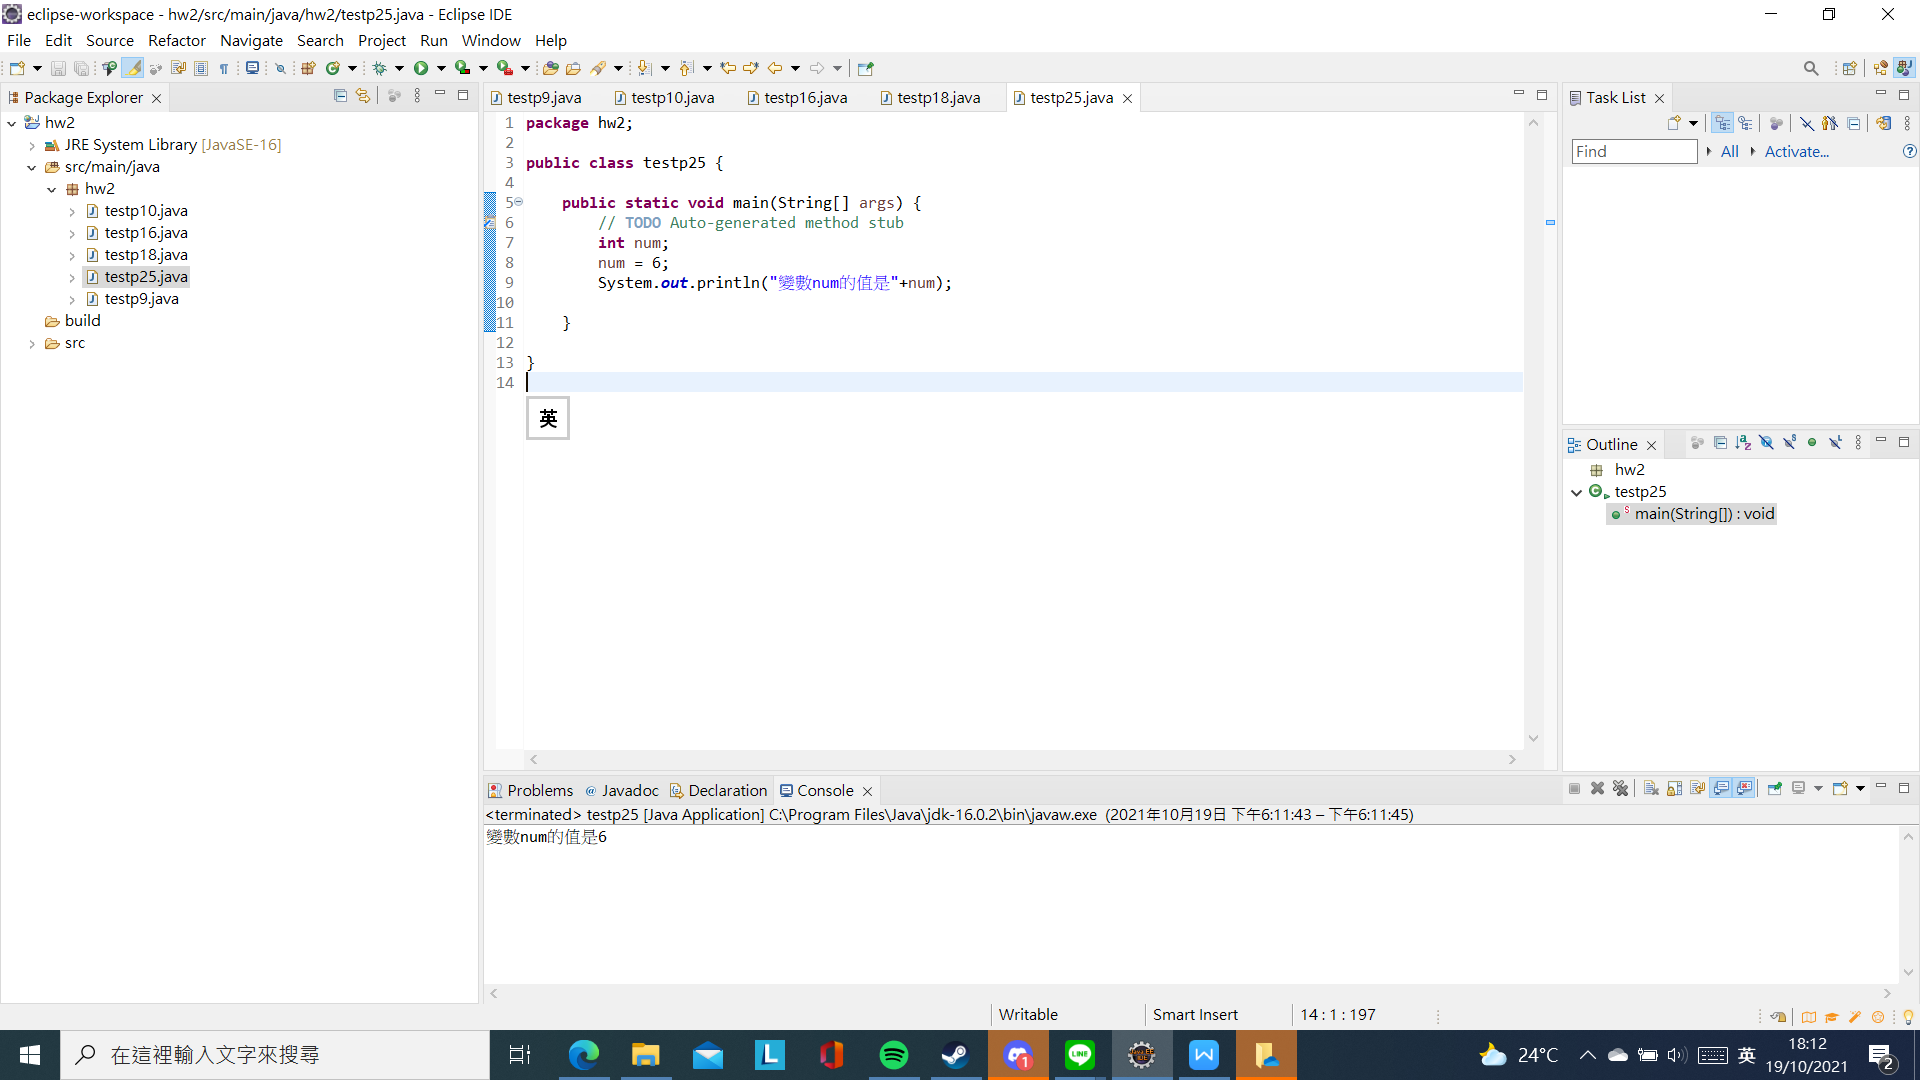 eclipse-workspace - hw2/src/main/java/hw2/testp25.java - Eclipse IDE
File Edit Source Refactor Navigate Search Project Run Window Help
Package Explorer
hw2
JRE System Library [JavaSE-16]
src/main/java
hw2
testp10.java
testp16.java
testp18.java
testp25.java
testp9.java
build
src
testp9.java testp10.java testp16.java testp18.java testp25.java
1 package hw2;
2
3 public class testp25 {
4
5 public static void main(String[] args) {
6 // TODO Auto-generated method stub
7 int num;
8 num = 6;
9 System.out.println("變數num的值是"+num);
10
11 }
12
13 }
14
英
Task List
Find All Activate...
Outline
hw2
testp25
main(String[]) : void
Problems @ Javadoc Declaration Console
<terminated> testp25 [Java Application] C:\Program Files\Java\jdk-16.0.2\bin\javaw.exe (2021年10月19日 下午6:11:43 – 下午6:11:45)
變數num的值是6
Writable Smart Insert 14 : 1 : 197
在這裡輸入文字來搜尋
L
1
LINE
W
24°C
英
18:12
19/10/2021
2